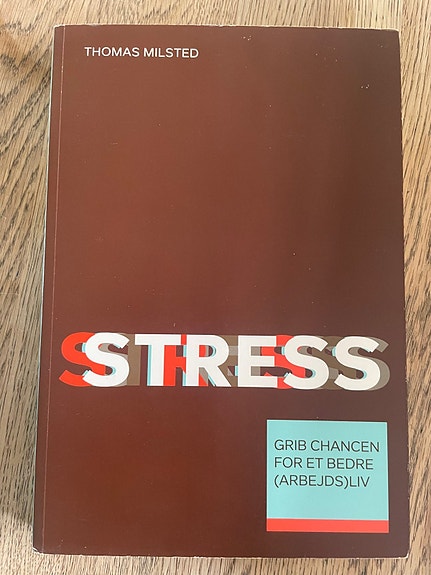 THOMAS MILSTED
STRESS
GRIB CHANCEN
FOR ET BEDRE
(ARBEJDS)LIV